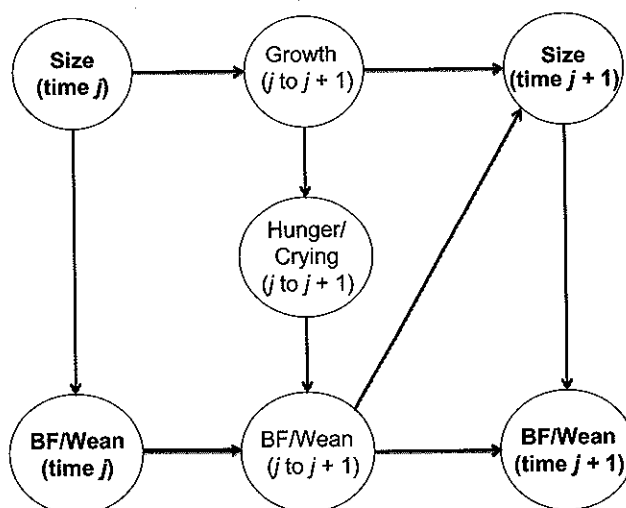 Size
(time j)
Growth
(j to j + 1)
Size
(time j + 1)
Hunger/
Crying
(j to j + 1)
BF/Wean
(time j)
BF/Wean
(j to j + 1)
BF/Wean
(time j + 1)